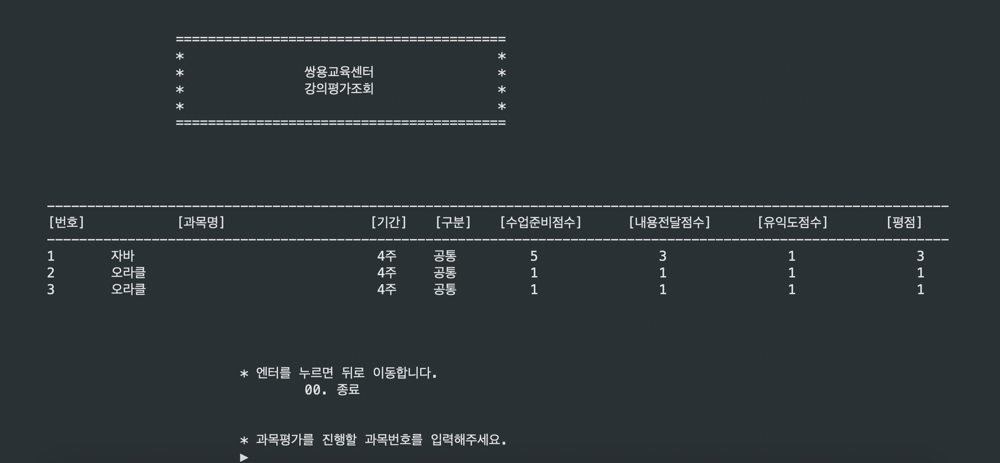 =========================================
* *
* 쌍용교육센터 *
* 강의평가조회 *
* *
=========================================
----------------------------------------------------------------------------------------------------------------
[번호] [과목명] [기간] [구분] [수업준비점수] [내용전달점수] [유익도점수] [평점]
----------------------------------------------------------------------------------------------------------------
1 자바 4주 공통 5 3 1 3
2 오라클 4주 공통 1 1 1 1
3 오라클 4주 공통 1 1 1 1
* 엔터를 누르면 뒤로 이동합니다.
00. 종료
* 과목평가를 진행할 과목번호를 입력해주세요.
▶